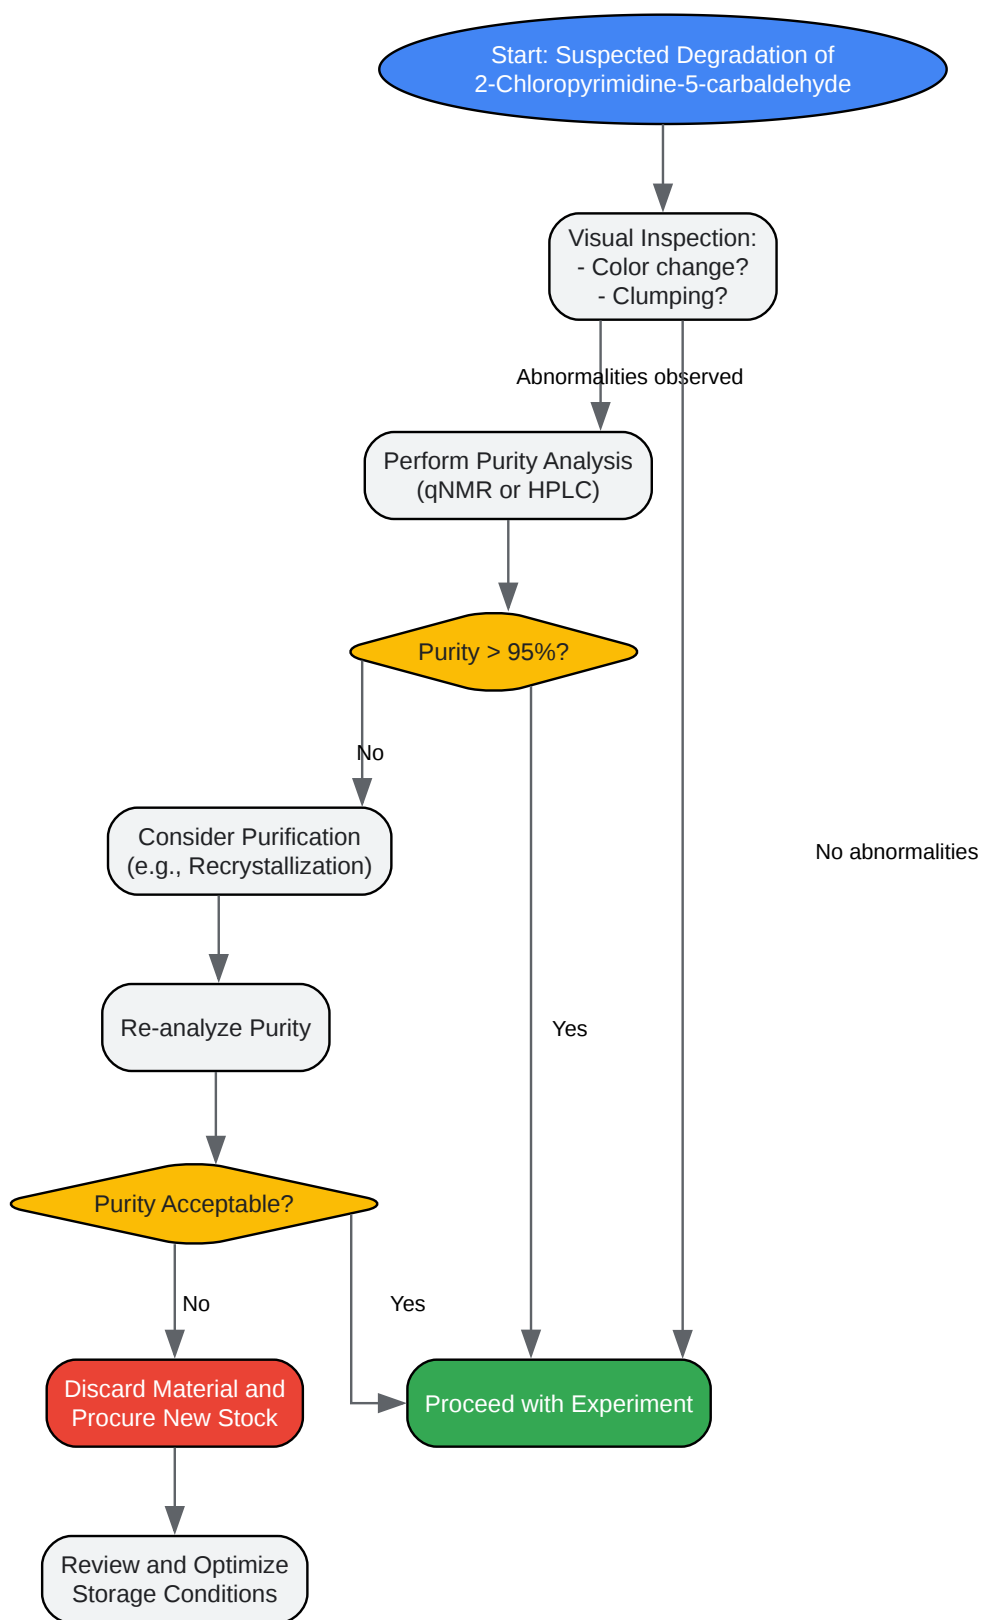 Start: Suspected Degradation of
2-Chloropyrimidine-5-carbaldehyde
Visual Inspection:
- Color change?
- Clumping?
Abnormalities observed
Perform Purity Analysis
(qNMR or HPLC)
Purity > 95%?
No
Consider Purification
(e.g., Recrystallization)
No abnormalities
Re-analyze Purity
Yes
Purity Acceptable?
No
Yes
Discard Material and
Procure New Stock
Proceed with Experiment
Review and Optimize
Storage Conditions